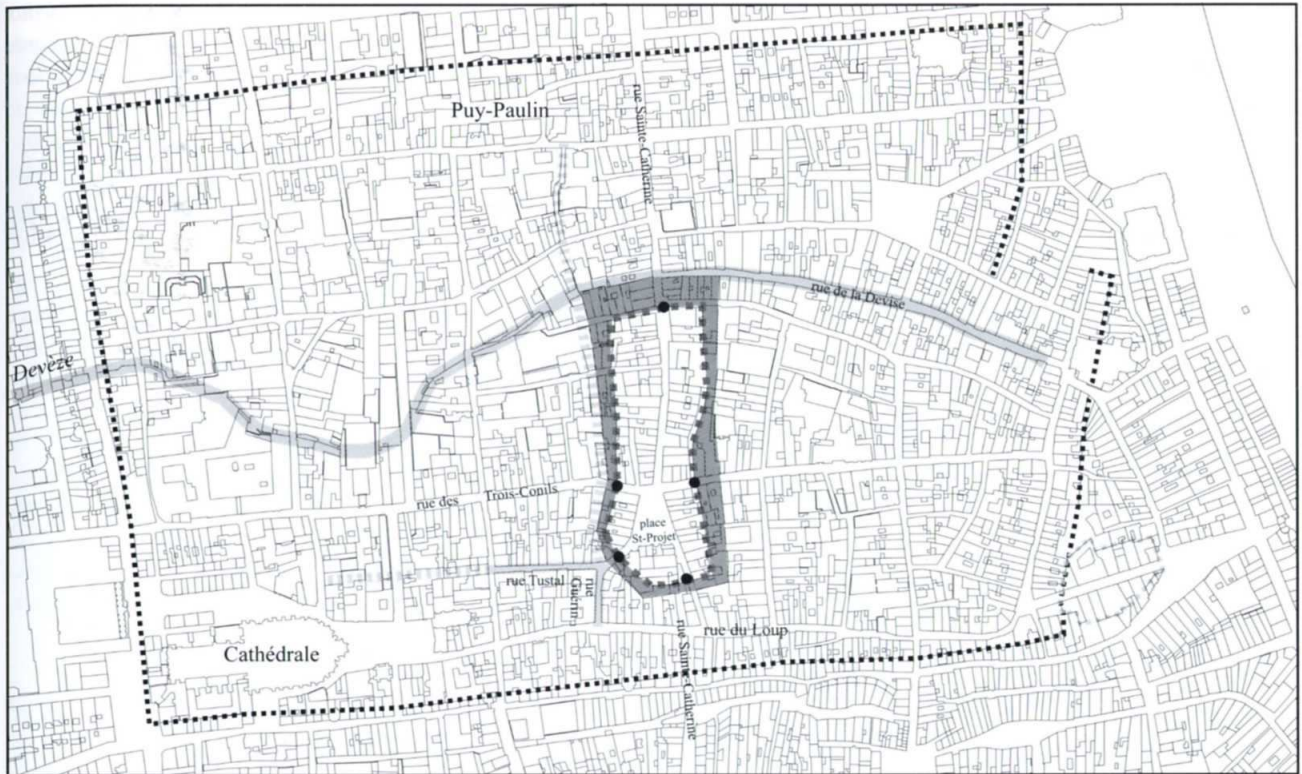 Puy-Paulin
rue Sainte-Catherine
rue de la Devise
Devèze
rue des Trois-Conils
place
St-Projet
rue Tustal
rue
Guérin
rue du Loup
Cathédrale
rue Sainte-Catherine